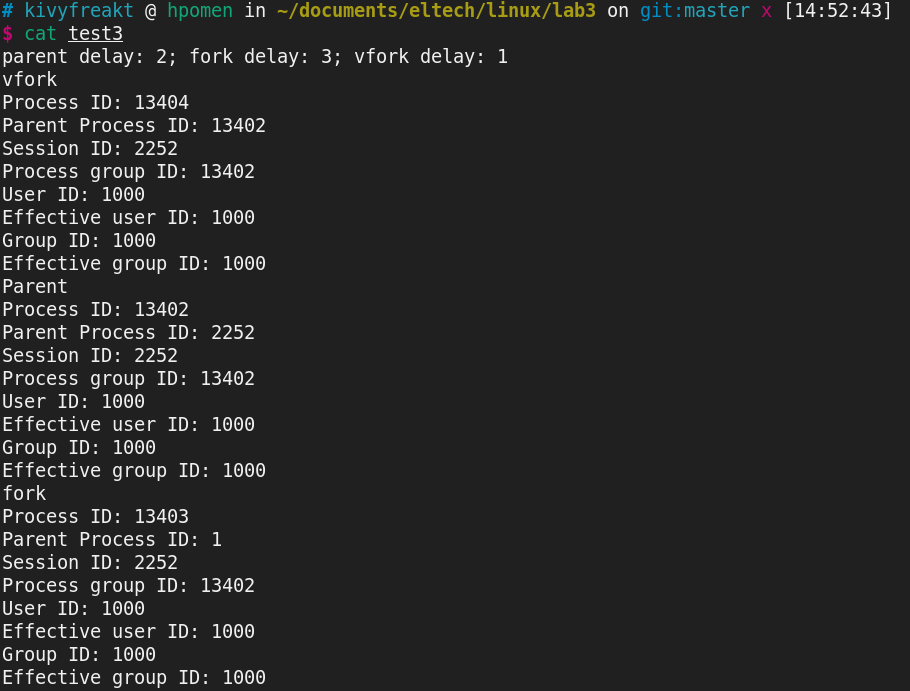 # kivyfreakt @ hpomen in ~/documents/eltech/linux/lab3 on git:master x [14:52:43]
$ cat test3
parent delay: 2; fork delay: 3; vfork delay: 1
vfork
Process ID: 13404
Parent Process ID: 13402
Session ID: 2252
Process group ID: 13402
User ID: 1000
Effective user ID: 1000
Group ID: 1000
Effective group ID: 1000
Parent
Process ID: 13402
Parent Process ID: 2252
Session ID: 2252
Process group ID: 13402
User ID: 1000
Effective user ID: 1000
Group ID: 1000
Effective group ID: 1000
fork
Process ID: 13403
Parent Process ID: 1
Session ID: 2252
Process group ID: 13402
User ID: 1000
Effective user ID: 1000
Group ID: 1000
Effective group ID: 1000